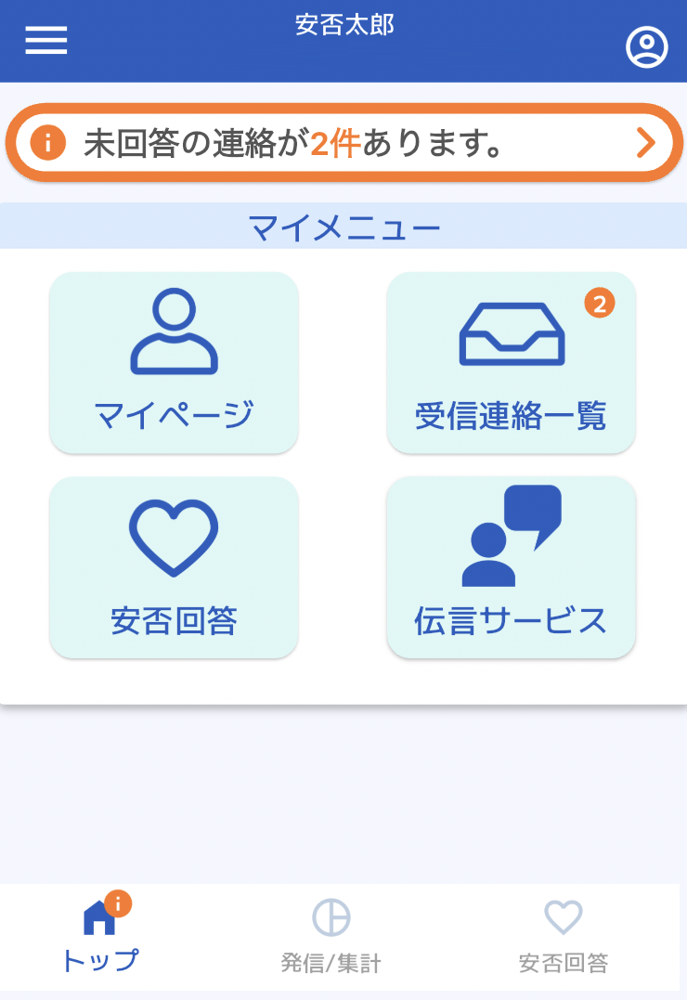 安否太郎
未回答の連絡が2件あります。
マイメニュー
マイページ
2
受信連絡一覧
安否回答
伝言サービス
トップ
発信/集計
安否回答